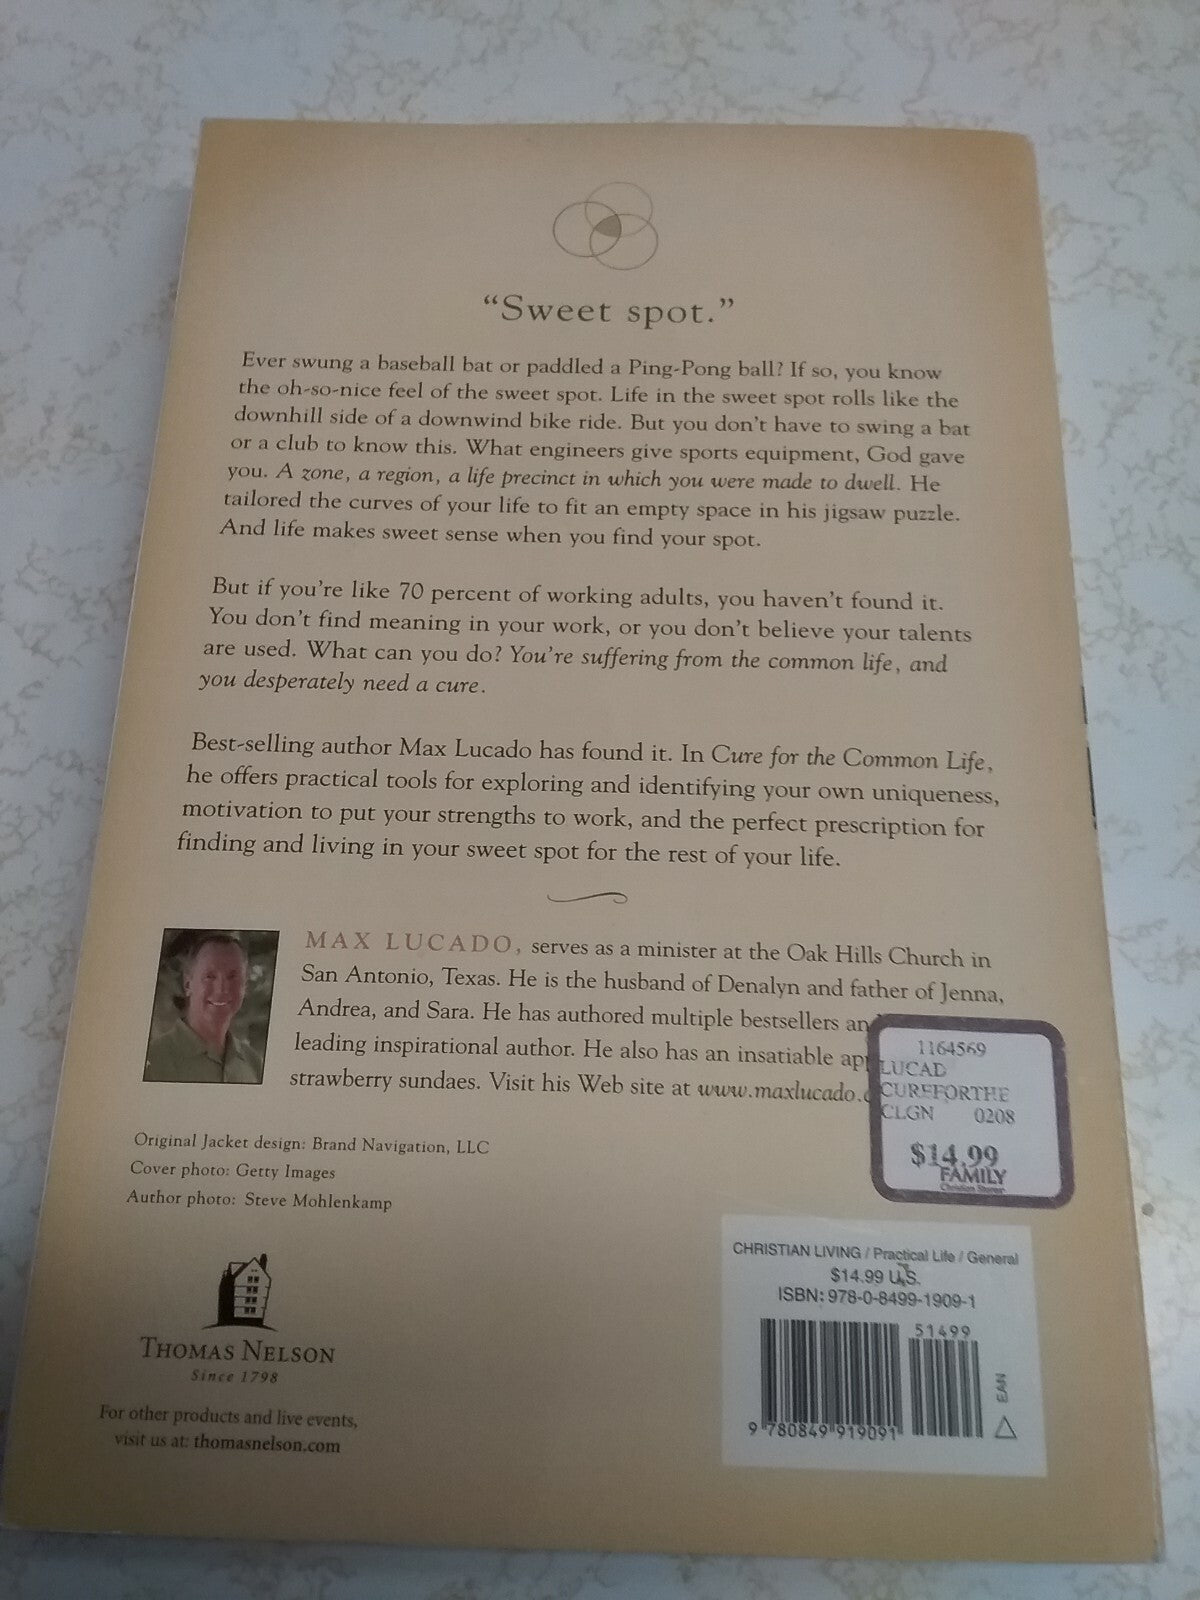 “Sweet spot.”
Ever swung a baseball bat or paddled a Ping-Pong ball? If so, you know
the oh-so-nice feel of the sweet spot. Life in the sweet spot rolls like the
downhill side of a downwind bike ride. But you don’t have to swing a bat
or a club to know this. What engineers give sports equipment, God gave
you. A zone, a region, a life precinct in which you were made to dwell. He
tailored the curves of your life to fit an empty space in his jigsaw puzzle.
And life makes sweet sense when you find your spot.
But if you’re like 70 percent of working adults, you haven’t found it.
You don’t find meaning in your work, or you don’t believe your talents
are used. What can you do? You’re suffering from the common life, and
you desperately need a cure.
Best-selling author Max Lucado has found it. In Cure for the Common Life,
he offers practical tools for exploring and identifying your own uniqueness,
motivation to put your strengths to work, and the perfect prescription for
finding and living in your sweet spot for the rest of your life.
MAX LUCADO, serves as a minister at the Oak Hills Church in
San Antonio, Texas. He is the husband of Denalyn and father of Jenna,
Andrea, and Sara. He has authored multiple bestsellers an
leading inspirational author. He also has an insatiable ap
strawberry sundaes. Visit his Web site at www.maxlucado.
1164569
LUCAD
CUREFORTHE
CLGN 0208
$14.99
FAMILY
Christian Stores
Original Jacket design: Brand Navigation, LLC
Cover photo: Getty Images
Author photo: Steve Mohlenkamp
THOMAS NELSON
Since 1798
For other products and live events,
visit us at: thomasnelson.com
CHRISTIAN LIVING / Practical Life / General
$14.99 U.S.
ISBN: 978-0-8499-1909-1
51499
EAN
9 780849 919091